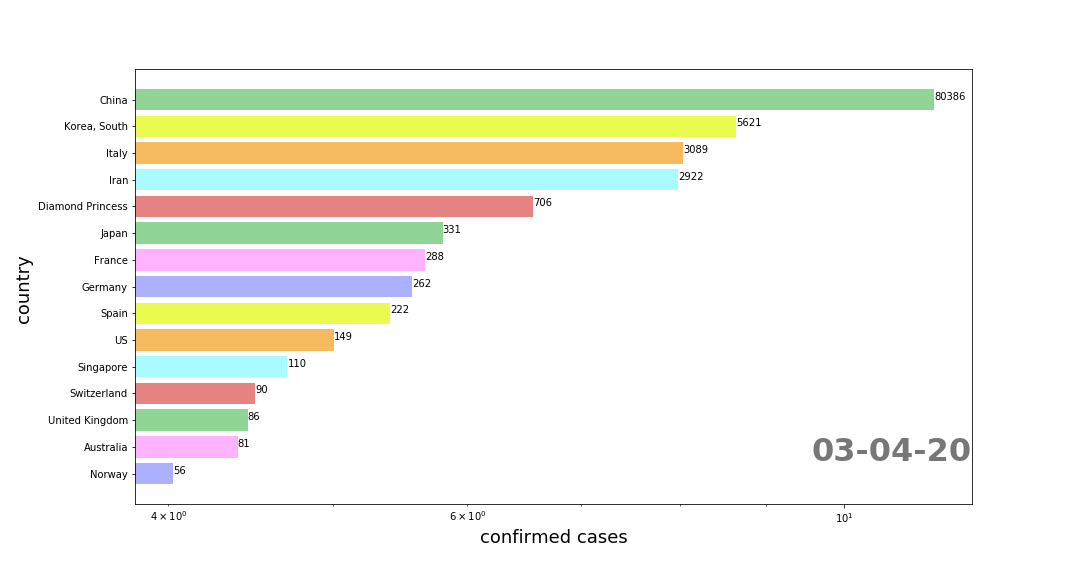 China 80386
Korea, South 5621
Italy 3089
Iran 2922
Diamond Princess 706
Japan 331
France 288
Germany 262
Spain 222
US 149
Singapore 110
Switzerland 90
United Kingdom 86
Australia 81
Norway 56
country
03-04-20
4 × 10⁰ 6 × 10⁰ 10¹
confirmed cases